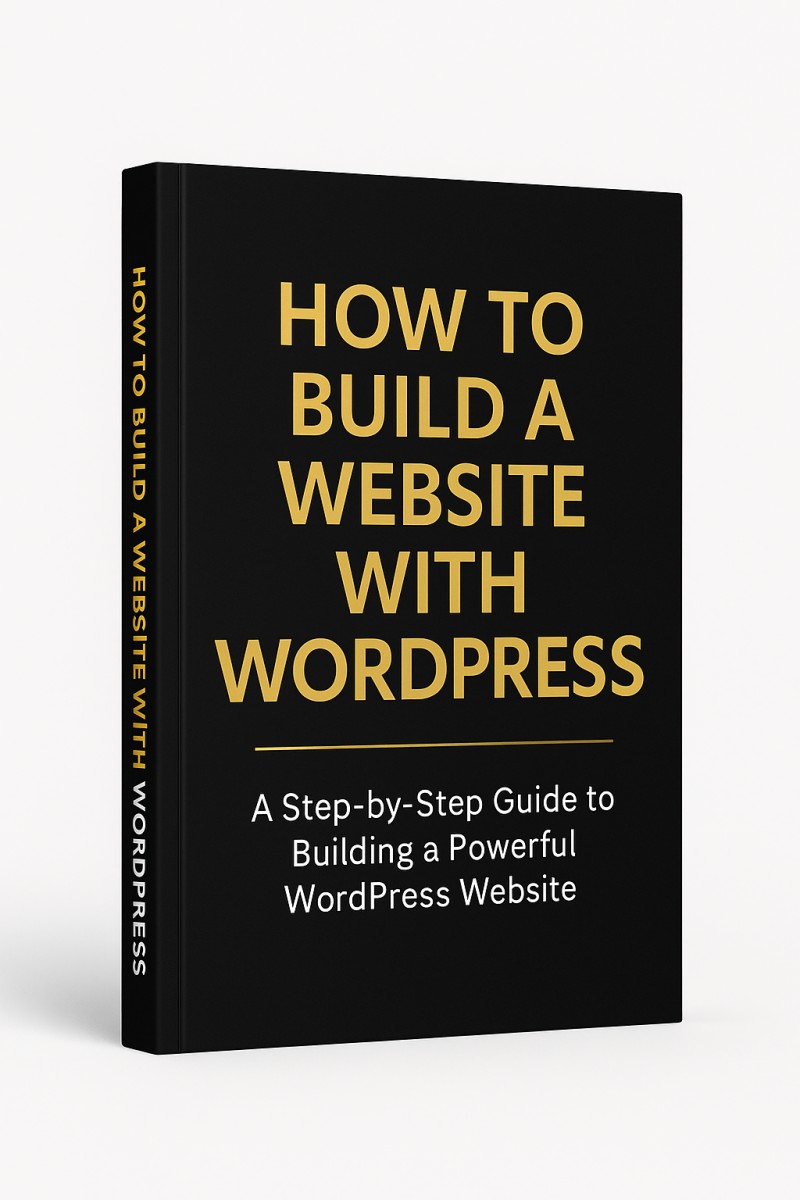 HOW TO BUILD A WEBSITE WITH WORDPRESS
HOW TO
BUILD A
WEBSITE
WITH
WORDPRESS
A Step-by-Step Guide to
Building a Powerful
WordPress Website